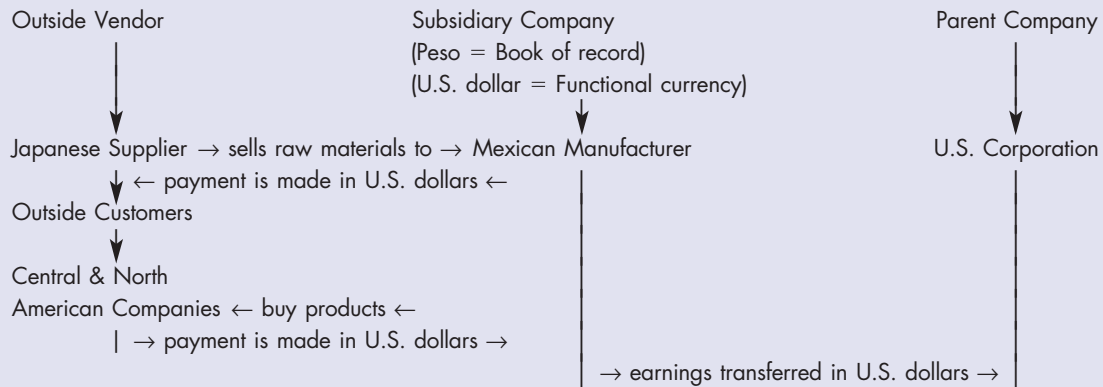 Outside Vendor Subsidiary Company Parent Company
(Peso = Book of record)
(U.S. dollar = Functional currency)
Japanese Supplier → sells raw materials to → Mexican Manufacturer U.S. Corporation
← payment is made in U.S. dollars ←
Outside Customers
Central & North
American Companies ← buy products ←
→ payment is made in U.S. dollars →
→ earnings transferred in U.S. dollars →